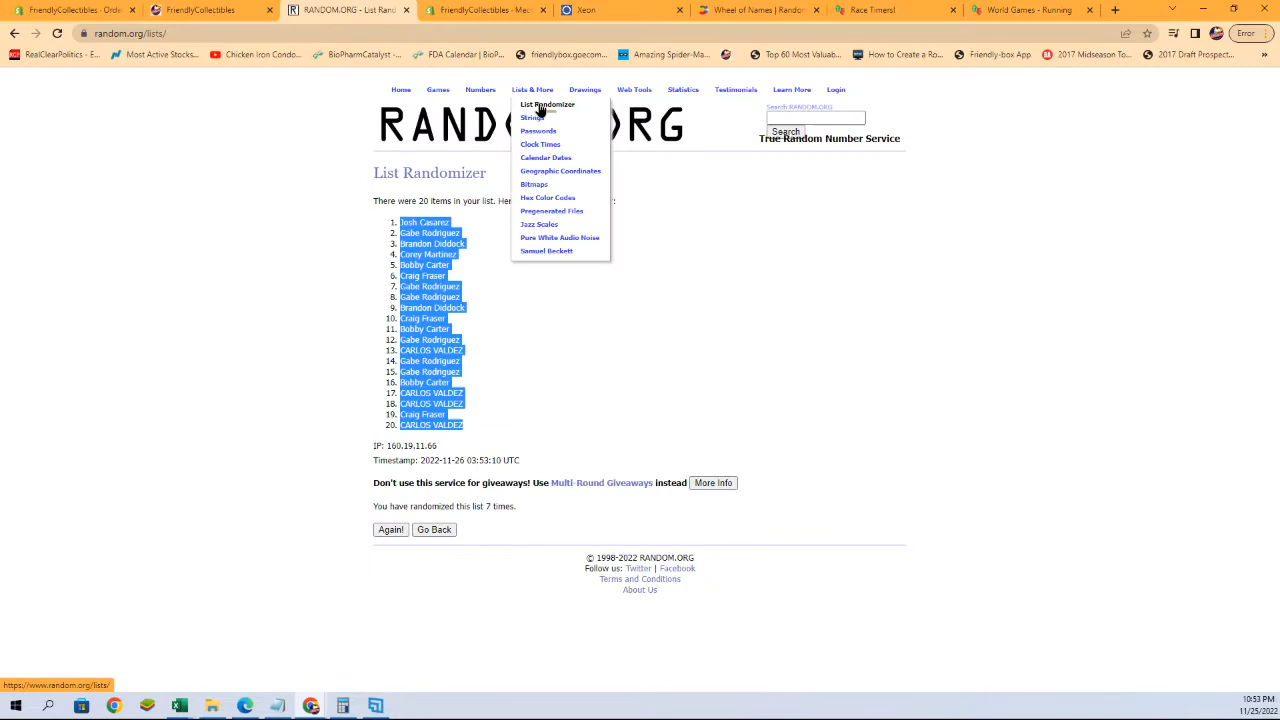 FriendlyCollectibles - Orde
FriendlyCollectibles
RANDOM.ORG - List Rand
FriendlyCollectibles - Mech
Xeon
Wheel of Names | Random
Race Timers!
World Games - Running
random.org/lists/
Error
RealClearPolitics - E...
Most Active Stocks...
Chicken Iron Condo...
BioPharmCatalyst -...
FDA Calendar | BioP...
friendlybox.goecom...
Amazing Spider-Ma...
Top 60 Most Valuab...
How to Create a Ro...
Friendly-box App
2017 Midseason To...
2017 Draft Prospect...
Home
Games
Numbers
Lists & More
Drawings
Web Tools
Statistics
Testimonials
Learn More
Login
List Randomizer
Strings
Passwords
Clock Times
Calendar Dates
Geographic Coordinates
Bitmaps
Hex Color Codes
Pregenerated Files
Jazz Scales
Pure White Audio Noise
Samuel Beckett
Search RANDOM.ORG
Search
True Random Number Service
List Randomizer
There were 20 items in your list. Her
1. Josh Casarez
2. Gabe Rodriguez
3. Brandon Diddock
4. Corey Martinez
5. Bobby Carter
6. Craig Fraser
7. Gabe Rodriguez
8. Gabe Rodriguez
9. Brandon Diddock
10. Craig Fraser
11. Bobby Carter
12. Gabe Rodriguez
13. CARLOS VALDEZ
14. Gabe Rodriguez
15. Gabe Rodriguez
16. Bobby Carter
17. CARLOS VALDEZ
18. CARLOS VALDEZ
19. Craig Fraser
20. CARLOS VALDEZ
IP: 160.19.11.66
Timestamp: 2022-11-26 03:53:10 UTC
Don't use this service for giveaways! Use Multi-Round Giveaways instead More Info
You have randomized this list 7 times.
Again! Go Back
© 1998-2022 RANDOM.ORG
Follow us: Twitter | Facebook
Terms and Conditions
About Us
https://www.random.org/lists/
10:53 PM
11/25/2022